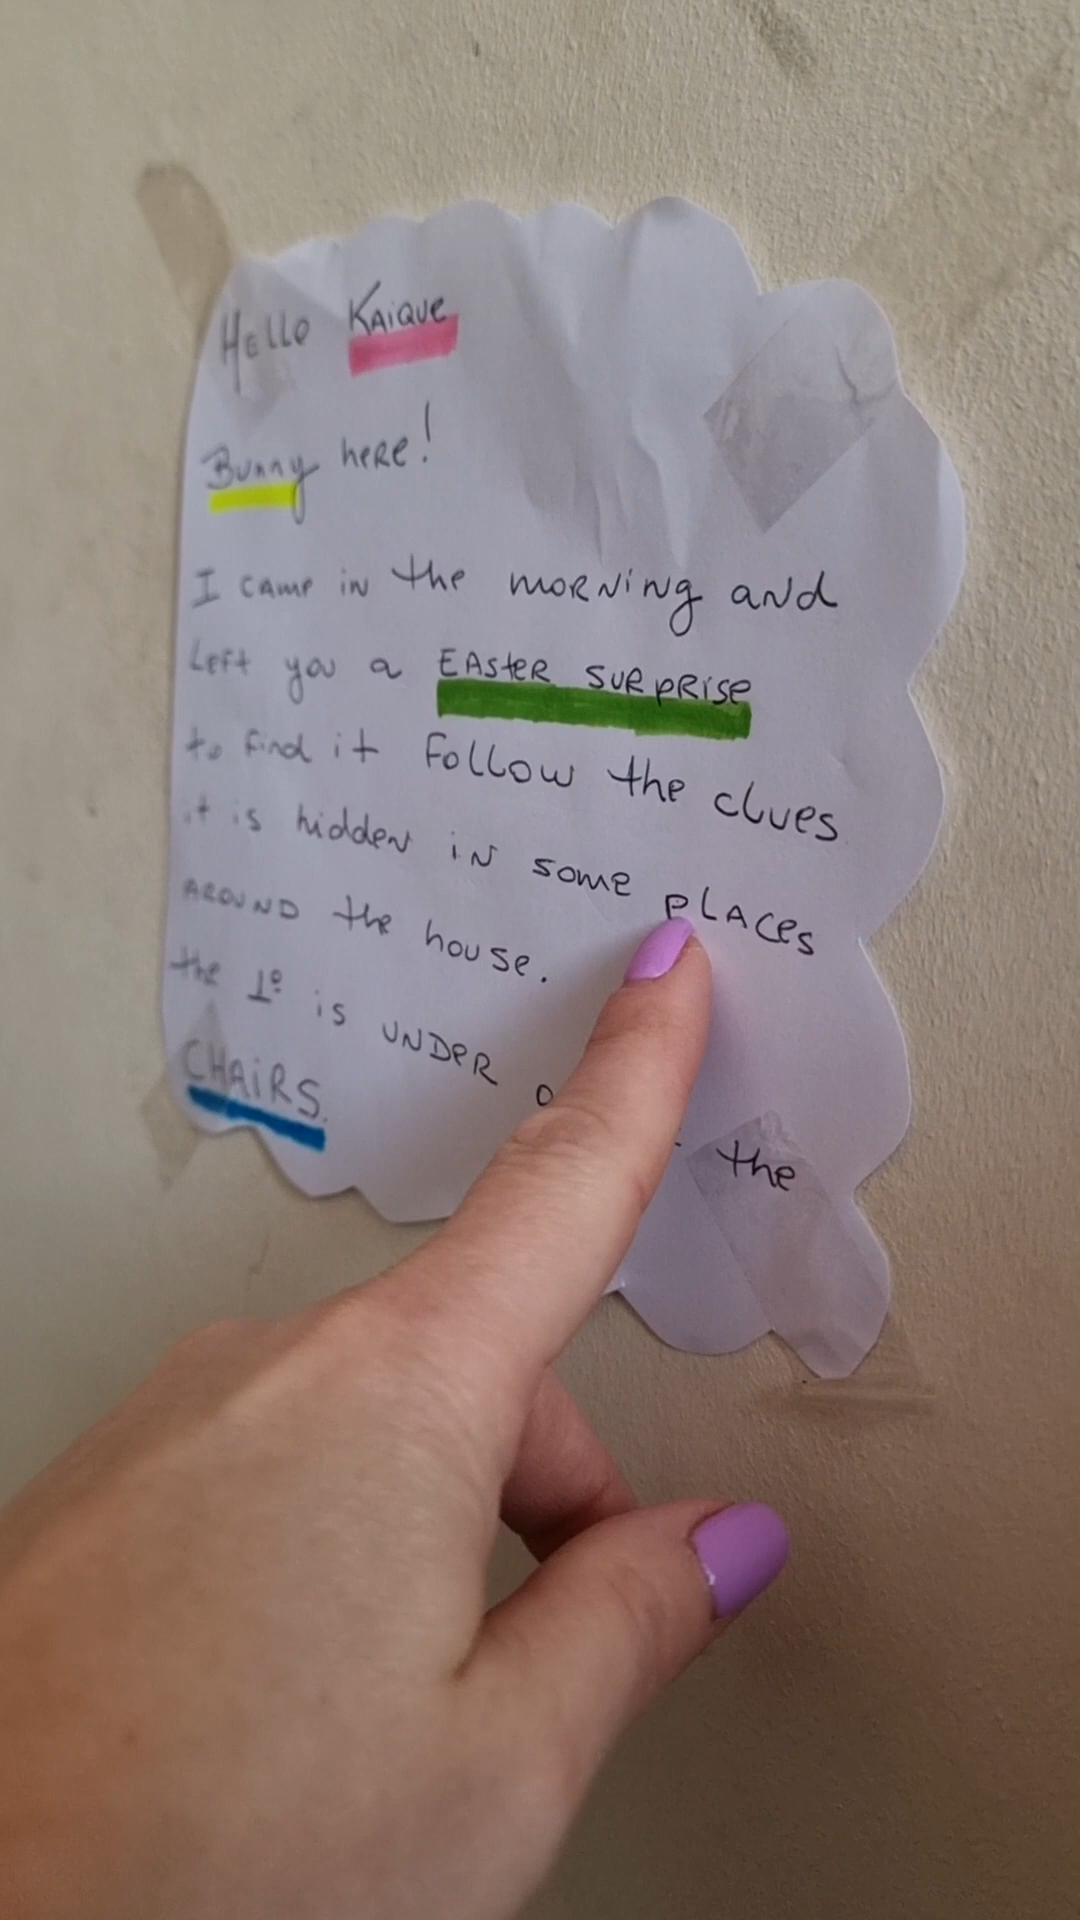 Hello Kaique
Bunny here!
I came in the morning and
Left you a EASTER SURPRISE
to find it Follow the clues
it is hidden in some places
AROUND the house.
the 1º is UNDER the
CHAIRS.